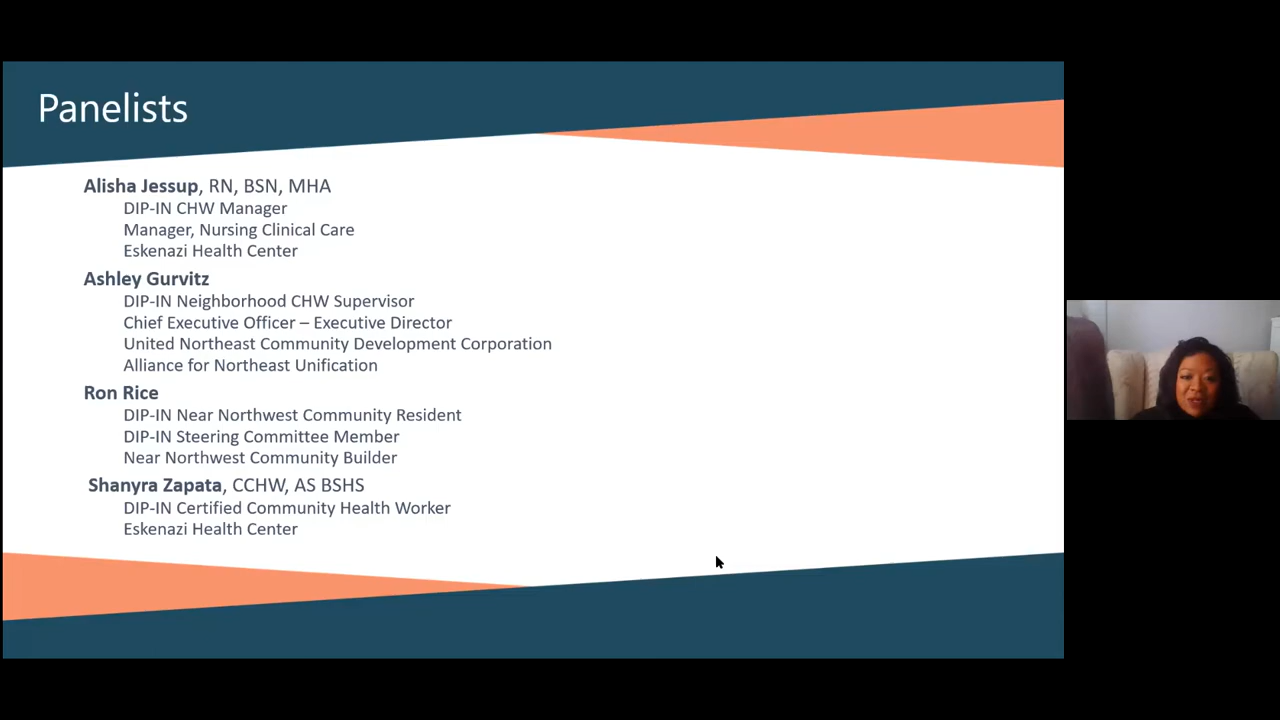 Panelists
Alisha Jessup, RN, BSN, MHA
DIP-IN CHW Manager
Manager, Nursing Clinical Care
Eskenazi Health Center
Ashley Gurvitz
DIP-IN Neighborhood CHW Supervisor
Chief Executive Officer – Executive Director
United Northeast Community Development Corporation
Alliance for Northeast Unification
Ron Rice
DIP-IN Near Northwest Community Resident
DIP-IN Steering Committee Member
Near Northwest Community Builder
Shanyra Zapata, CCHW, AS BSHS
DIP-IN Certified Community Health Worker
Eskenazi Health Center